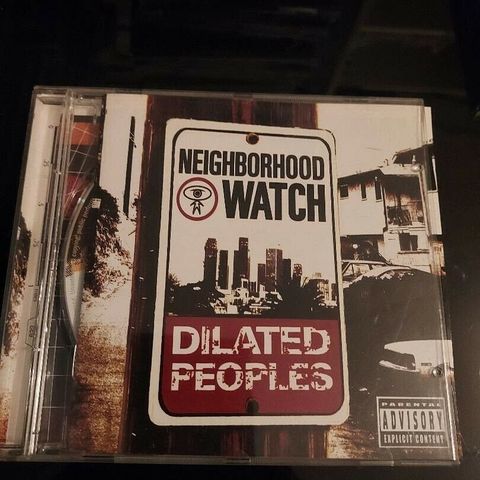 NEIGHBORHOOD
WATCH
DILATED
PEOPLES
PARENTAL
ADVISORY
EXPLICIT CONTENT